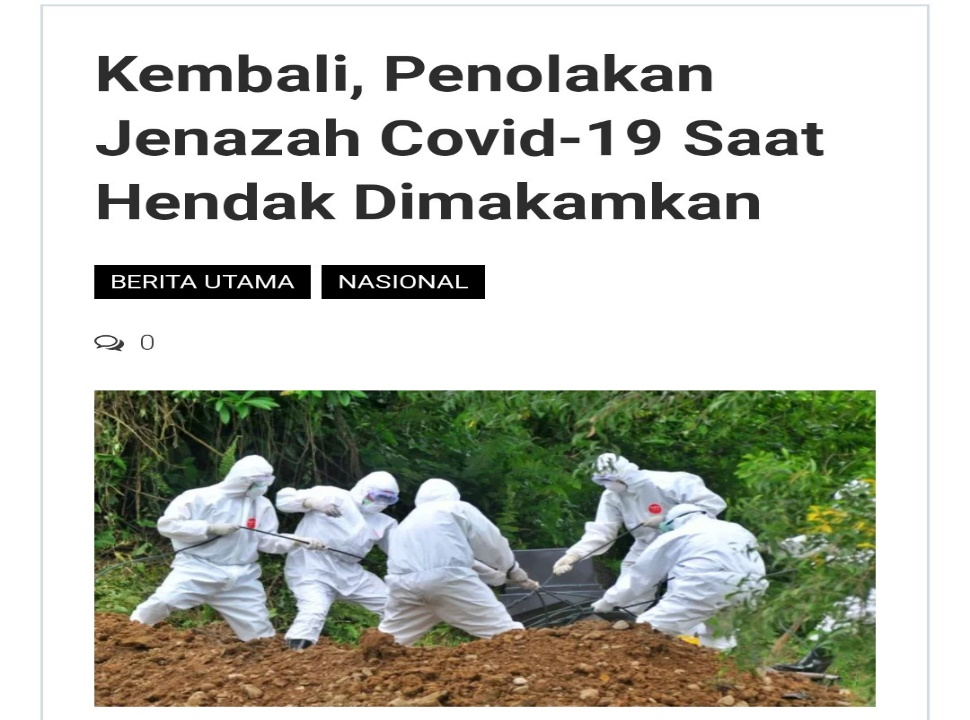 Kembali, Penolakan
Jenazah Covid-19 Saat
Hendak Dimakamkan
BERITA UTAMA NASIONAL
0